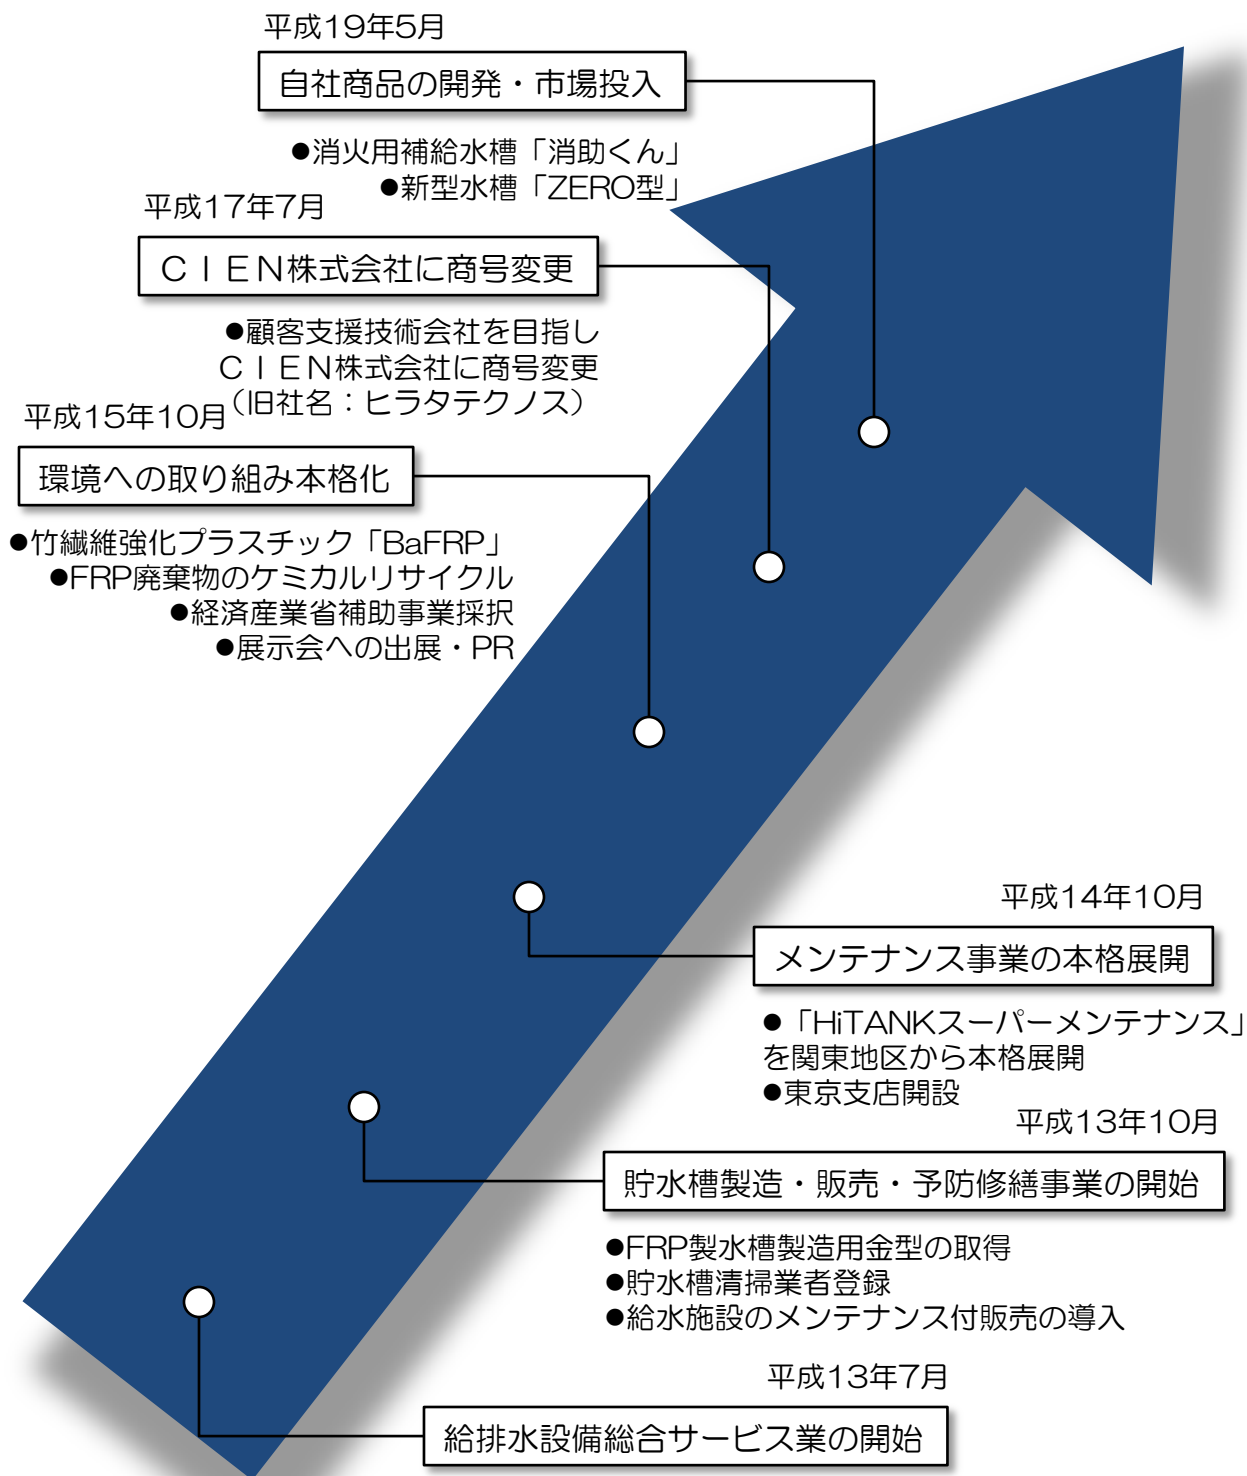 平成19年5月
自社商品の開発・市場投入
●消火用補給水槽「消助くん」
●新型水槽「ZERO型」
平成17年7月
ＣＩＥＮ株式会社に商号変更
●顧客支援技術会社を目指し
ＣＩＥＮ株式会社に商号変更
（旧社名：ヒラタテクノス）
平成15年10月
環境への取り組み本格化
●竹繊維強化プラスチック「BaFRP」
●FRP廃棄物のケミカルリサイクル
●経済産業省補助事業採択
●展示会への出展・PR
平成14年10月
メンテナンス事業の本格展開
●「HiTANKスーパーメンテナンス」
を関東地区から本格展開
●東京支店開設
平成13年10月
貯水槽製造・販売・予防修繕事業の開始
●FRP製水槽製造用金型の取得
●貯水槽清掃業者登録
●給水施設のメンテナンス付販売の導入
平成13年7月
給排水設備総合サービス業の開始